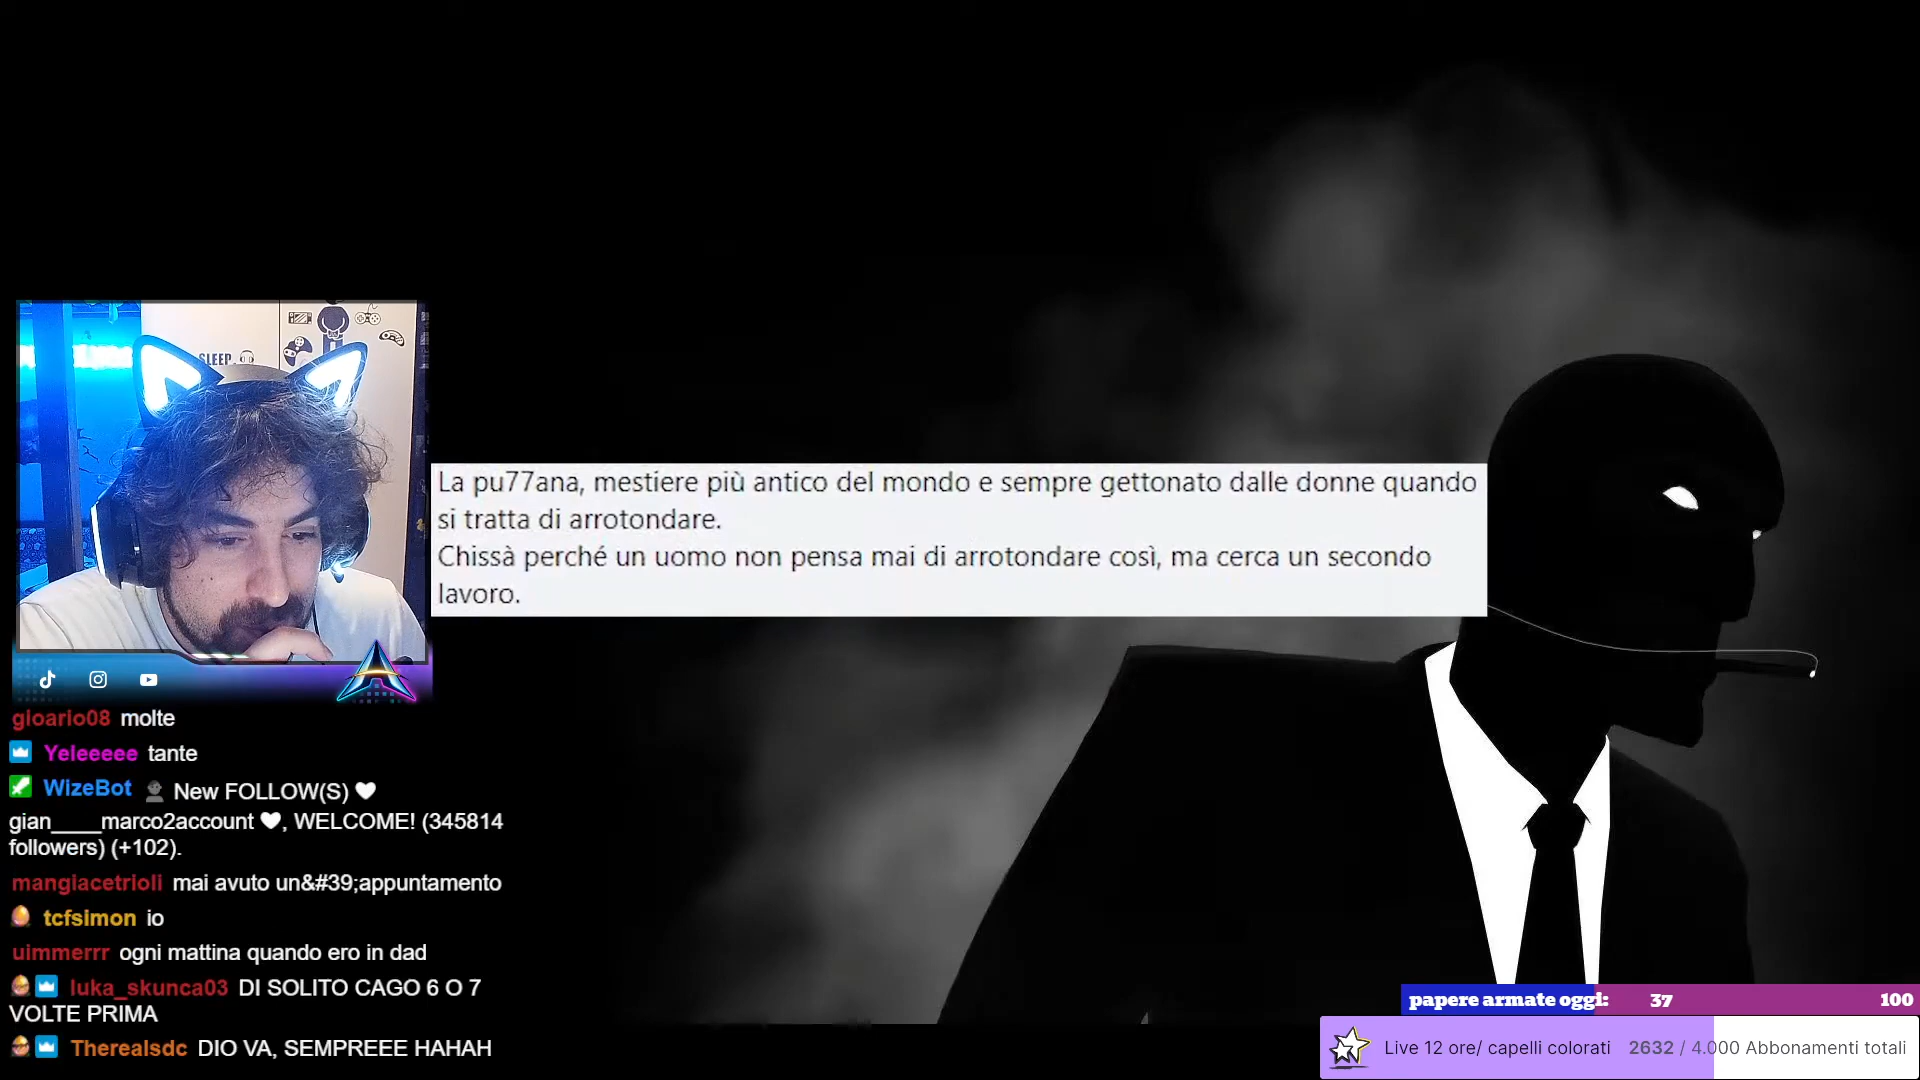 SLEEP
La pu77ana, mestiere più antico del mondo e sempre gettonato dalle donne quando
si tratta di arrotondare.
Chissà perché un uomo non pensa mai di arrotondare così, ma cerca un secondo
lavoro.
gloario08 molte
Yeleeeee tante
WizeBot New FOLLOW(S)
gian____marco2account, WELCOME! (345814
followers) (+102).
mangiacetrioli mai avuto un&#39;appuntamento
tcfsimon io
uimmerrr ogni mattina quando ero in dad
luka_skunca03 DI SOLITO CAGO 6 O 7
VOLTE PRIMA
Therealsdc DIO VA, SEMPREEE HAHAH
papere armate oggi: 37 100
Live 12 ore/ capelli colorati 2632 / 4.000 Abbonamenti totali